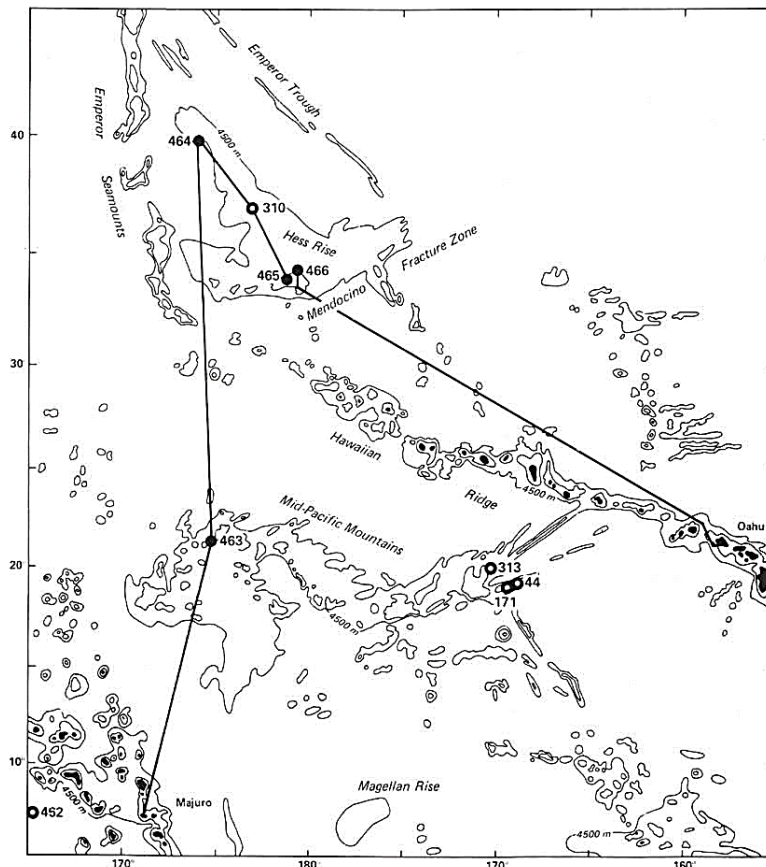 Emperor Trough
Emperor
Seamounts
40
464
4500 m
310
Hess Rise
465
466
Mendocino
Fracture Zone
30
Hawaiian
Ridge
4500 m
Oahu
Mid-Pacific Mountains
463
20
313
44
171
4500 m
10°
462
4500 m
Majuro
Magellan Rise
4500 m
170°
180°
170°
160°